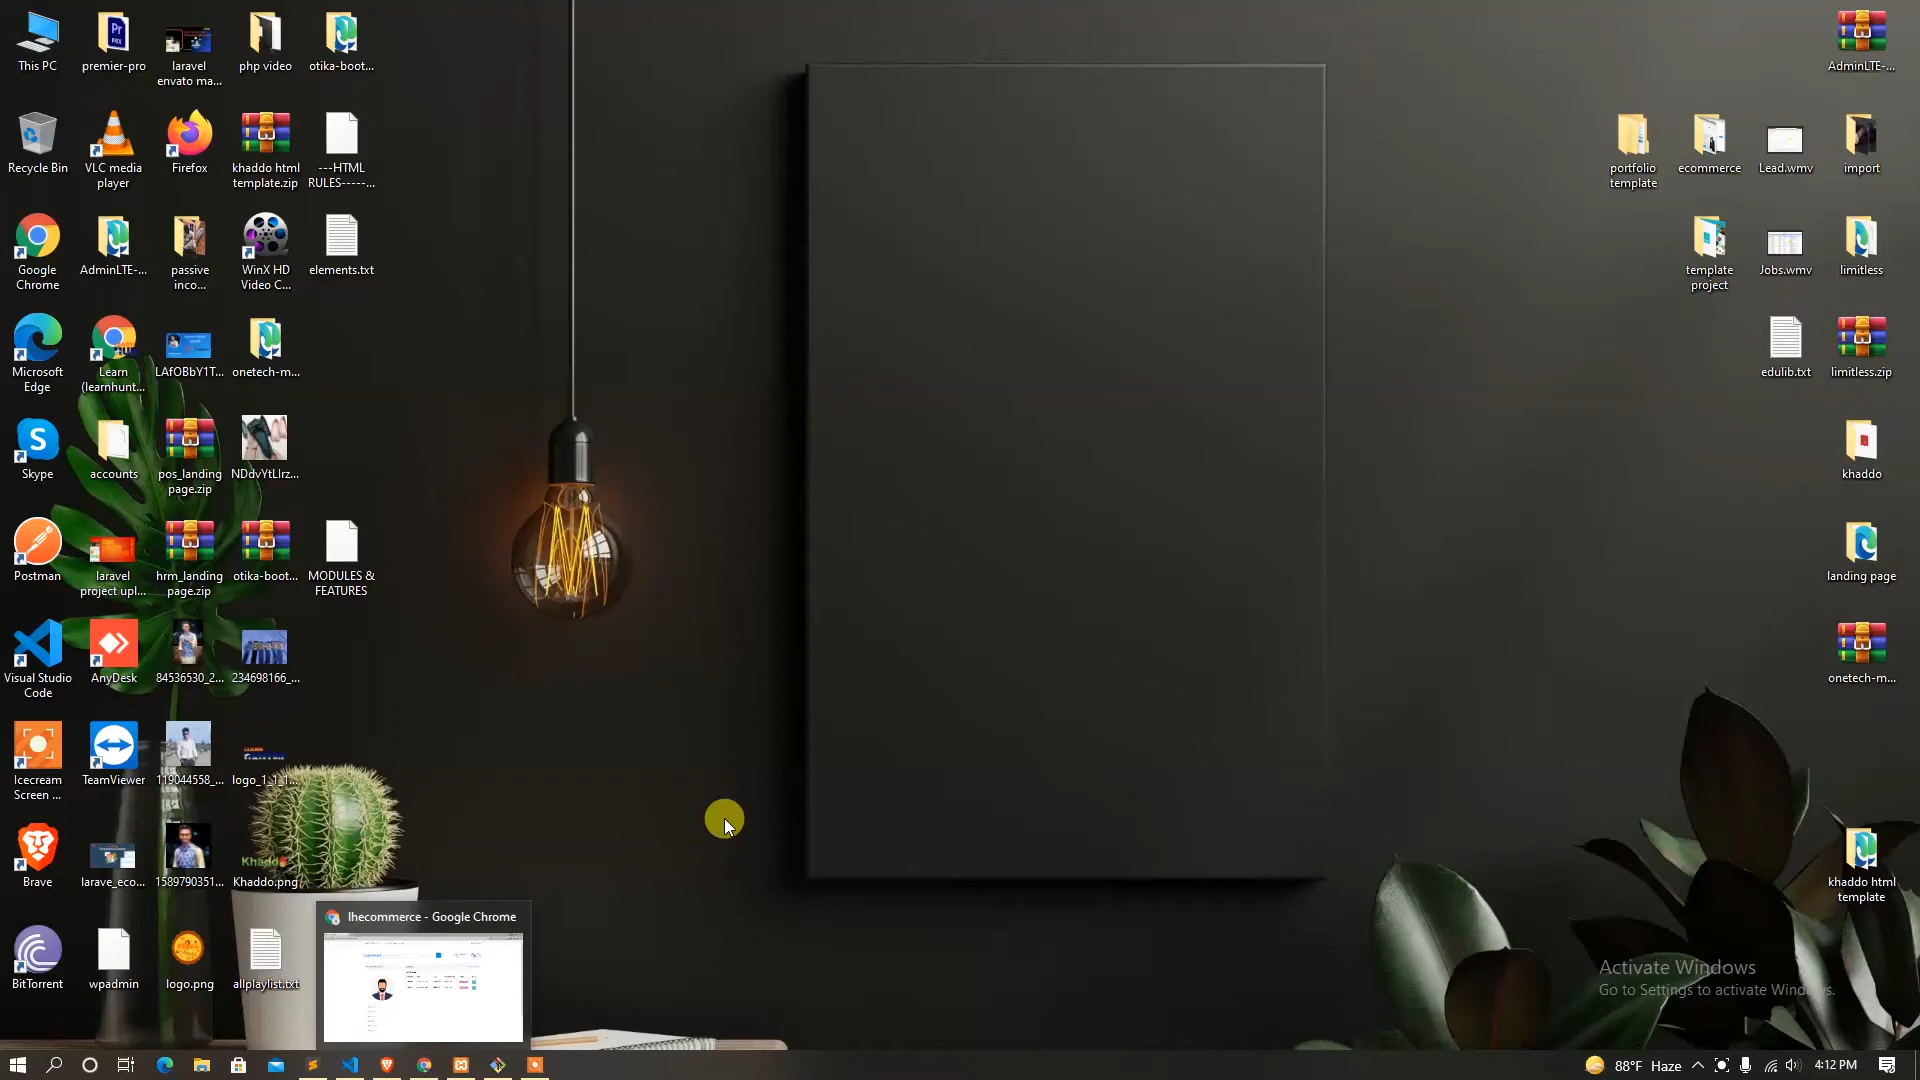 This PC
premier-pro
laravel
envato ma...
php video
otika-boot...
AdminLTE-...
Recycle Bin
VLC media
player
Firefox
khaddo html
template.zip
---HTML
RULES-----...
portfolio
template
ecommerce
Lead.wmv
import
Google
Chrome
AdminLTE-...
passive
inco...
WinX HD
Video C...
elements.txt
template
project
Jobs.wmv
limitless
Microsoft
Edge
Learn
(learnhunt...
LAfOBbY1T...
onetech-m...
edulib.txt
limitless.zip
Skype
accounts
pos_landing
page.zip
NDdvYtLIrz...
khaddo
Postman
laravel
project upl...
hrm_landing
page.zip
otika-boot...
MODULES &
FEATURES
landing page
Visual Studio
Code
AnyDesk
84536530_2...
234698166_...
onetech-m...
Icecream
Screen ...
TeamViewer
119044558_...
logo_1_1_1...
Brave
larave_eco...
1589790351...
Khaddo
Khaddo.png
khaddo html
template
BitTorrent
wpadmin
logo.png
allplaylist.txt
lhecommerce - Google Chrome
Activate Windows
Go to Settings to activate Windows.
88°F Haze
4:12 PM